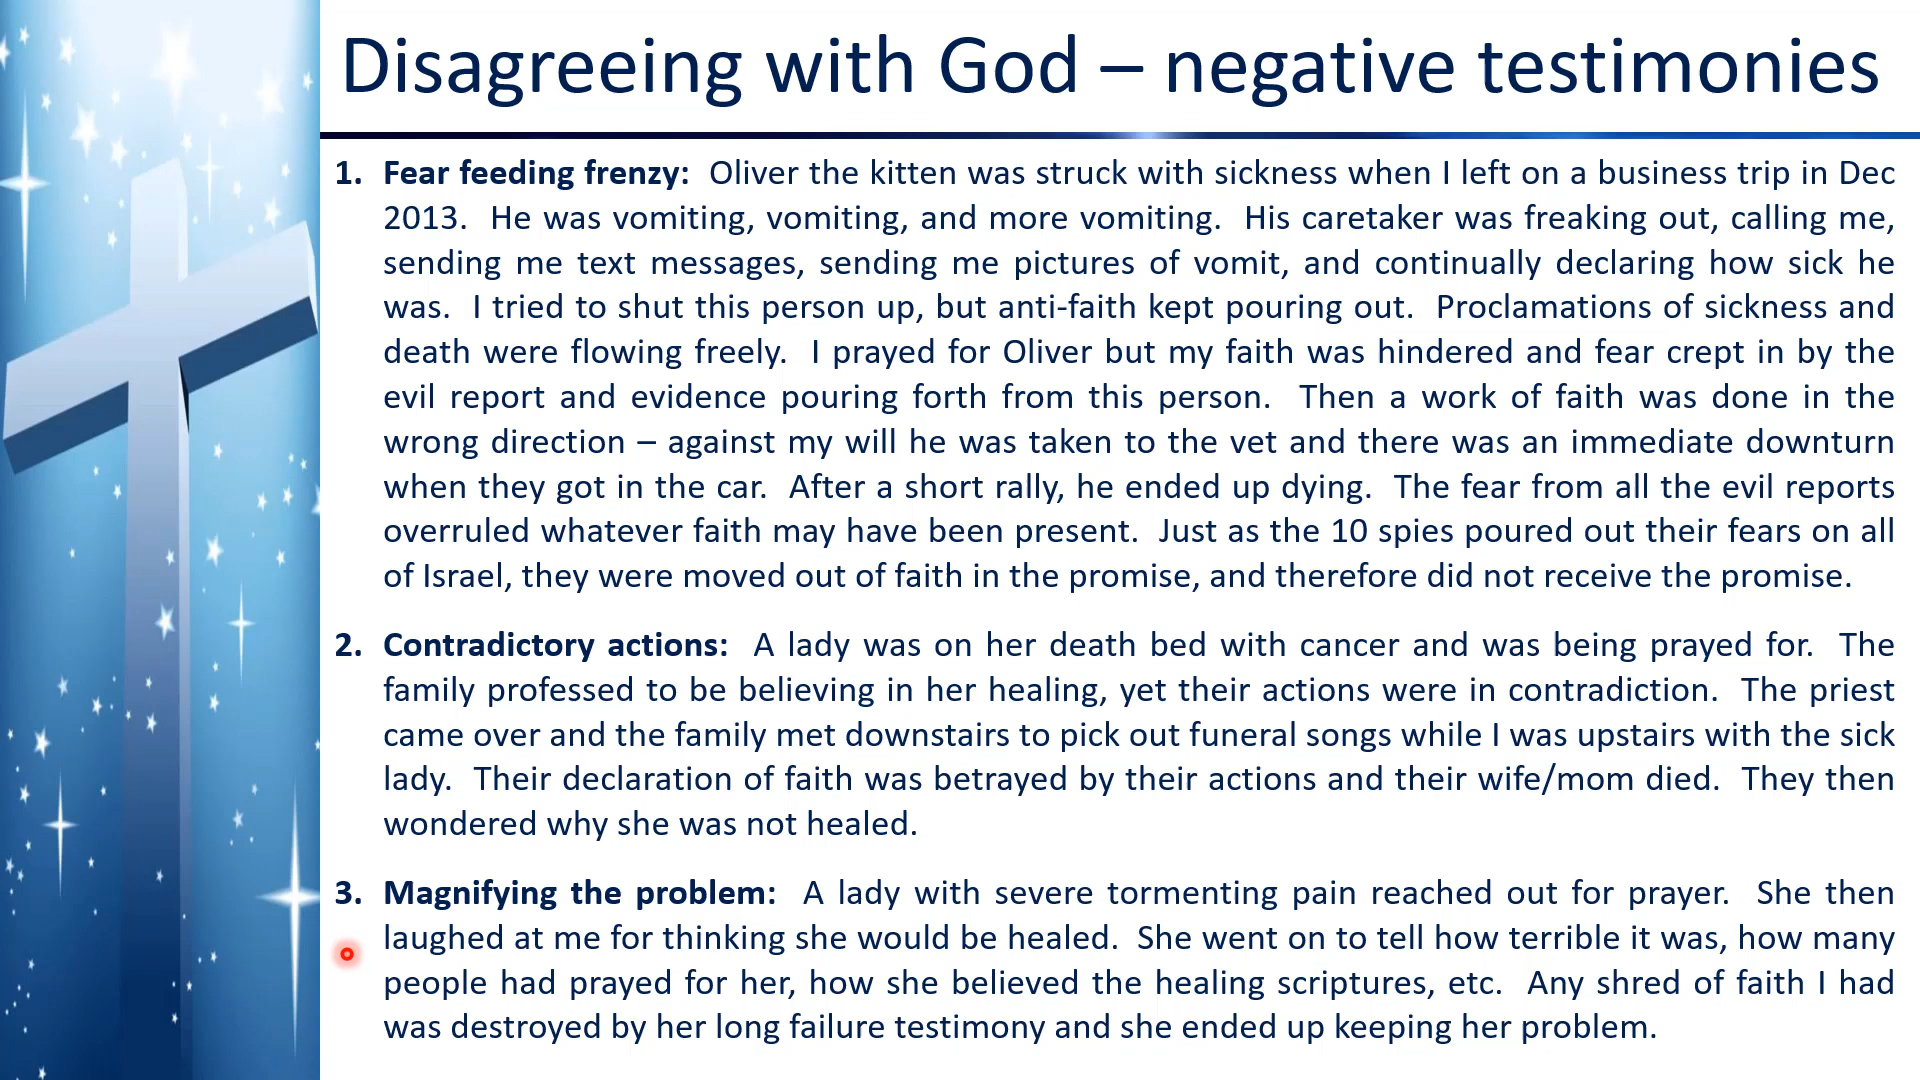 Disagreeing with God – negative testimonies
1. Fear feeding frenzy: Oliver the kitten was struck with sickness when I left on a business trip in Dec
2013. He was vomiting, vomiting, and more vomiting. His caretaker was freaking out, calling me,
sending me text messages, sending me pictures of vomit, and continually declaring how sick he
was. I tried to shut this person up, but anti-faith kept pouring out. Proclamations of sickness and
death were flowing freely. I prayed for Oliver but my faith was hindered and fear crept in by the
evil report and evidence pouring forth from this person. Then a work of faith was done in the
wrong direction – against my will he was taken to the vet and there was an immediate downturn
when they got in the car. After a short rally, he ended up dying. The fear from all the evil reports
overruled whatever faith may have been present. Just as the 10 spies poured out their fears on all
of Israel, they were moved out of faith in the promise, and therefore did not receive the promise.
2. Contradictory actions: A lady was on her death bed with cancer and was being prayed for. The
family professed to be believing in her healing, yet their actions were in contradiction. The priest
came over and the family met downstairs to pick out funeral songs while I was upstairs with the sick
lady. Their declaration of faith was betrayed by their actions and their wife/mom died. They then
wondered why she was not healed.
3. Magnifying the problem: A lady with severe tormenting pain reached out for prayer. She then
laughed at me for thinking she would be healed. She went on to tell how terrible it was, how many
people had prayed for her, how she believed the healing scriptures, etc. Any shred of faith I had
was destroyed by her long failure testimony and she ended up keeping her problem.